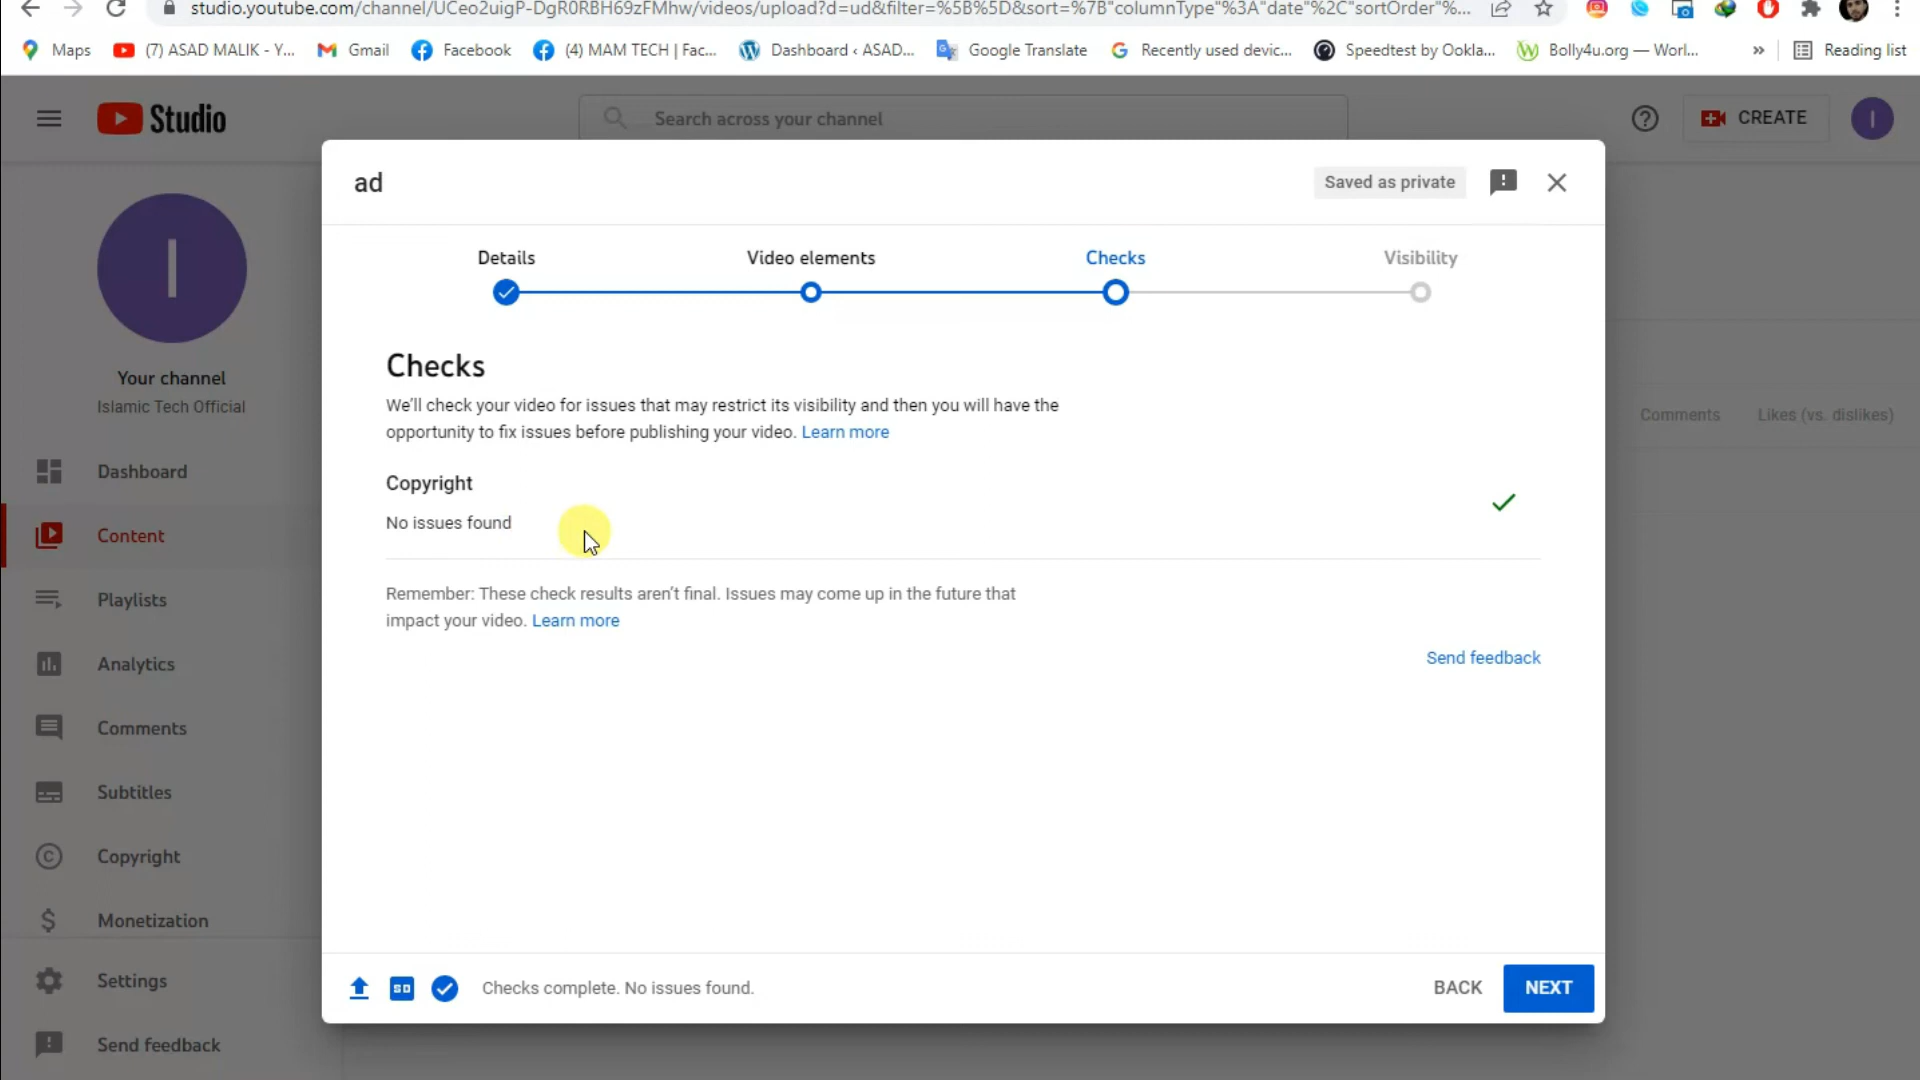 studio.youtube.com/channel/UCeo2uigP-DgR0RBH69zFMhw/videos/upload?d=ud&filter=%5B%5D&sort=%7B"columnType"%3A"date"%2C"sortOrder"%...
Maps
(7) ASAD MALIK - Y...
Gmail
Facebook
(4) MAM TECH | Fac...
Dashboard ‹ ASAD...
Google Translate
Recently used devic...
Speedtest by Ookla...
Bolly4u.org — Worl...
»
Reading list
Studio
Search across your channel
CREATE
I
ad
Saved as private
Details
Video elements
Checks
Visibility
I
Your channel
Islamic Tech Official
Dashboard
Content
Playlists
Analytics
Comments
Subtitles
Copyright
Monetization
Settings
Send feedback
Checks
We'll check your video for issues that may restrict its visibility and then you will have the
opportunity to fix issues before publishing your video. Learn more
Copyright
No issues found
Remember: These check results aren't final. Issues may come up in the future that
impact your video. Learn more
Send feedback
Comments
Likes (vs. dislikes)
SD
Checks complete. No issues found.
BACK
NEXT